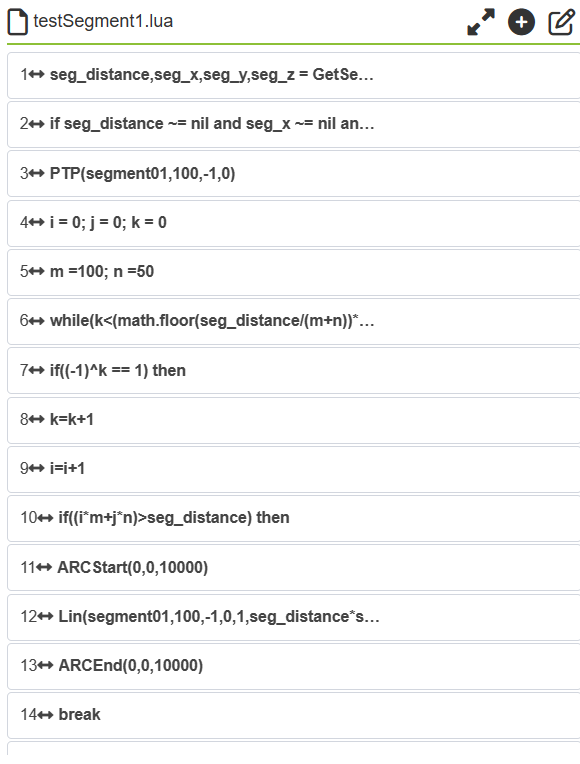 testSegment1.lua
1⇔ seg_distance,seg_x,seg_y,seg_z = GetSe...
2⇔ if seg_distance ~= nil and seg_x ~= nil an...
3⇔ PTP(segment01,100,-1,0)
4⇔ i = 0; j = 0; k = 0
5⇔ m =100; n =50
6⇔ while(k<(math.floor(seg_distance/(m+n))*...
7⇔ if((-1)^k == 1) then
8⇔ k=k+1
9⇔ i=i+1
10⇔ if((i*m+j*n)>seg_distance) then
11⇔ ARCStart(0,0,10000)
12⇔ Lin(segment01,100,-1,0,1,seg_distance*s...
13⇔ ARCEnd(0,0,10000)
14⇔ break